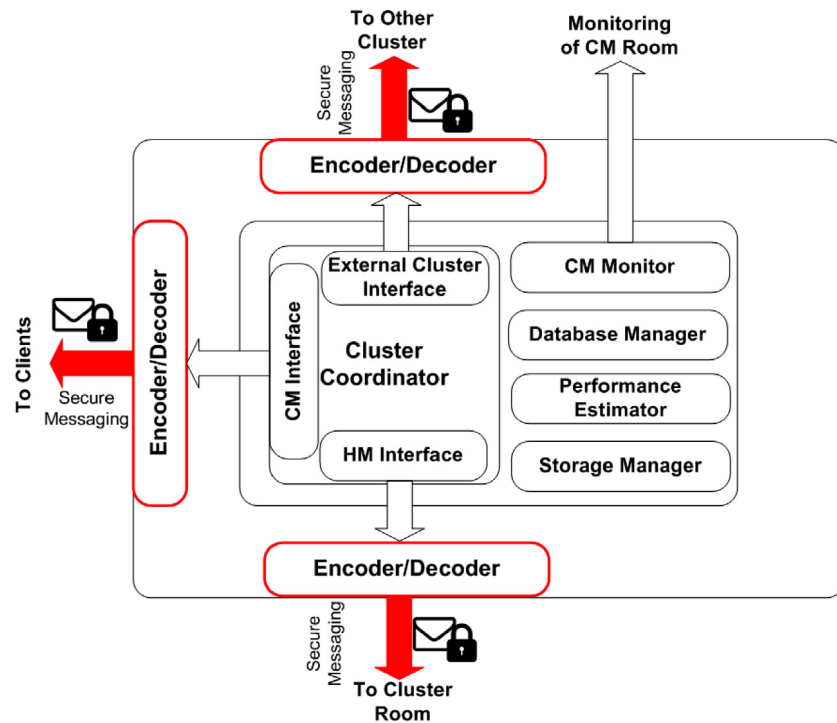 To Other
Cluster
Monitoring
of CM Room
Secure
Messaging
Encoder/Decoder
External Cluster
Interface
CM Monitor
Encoder/Decoder
CM Interface
Cluster
Coordinator
Database Manager
To Clients
Secure
Messaging
Performance
Estimator
HM Interface
Storage Manager
Encoder/Decoder
Secure
Messaging
To Cluster
Room